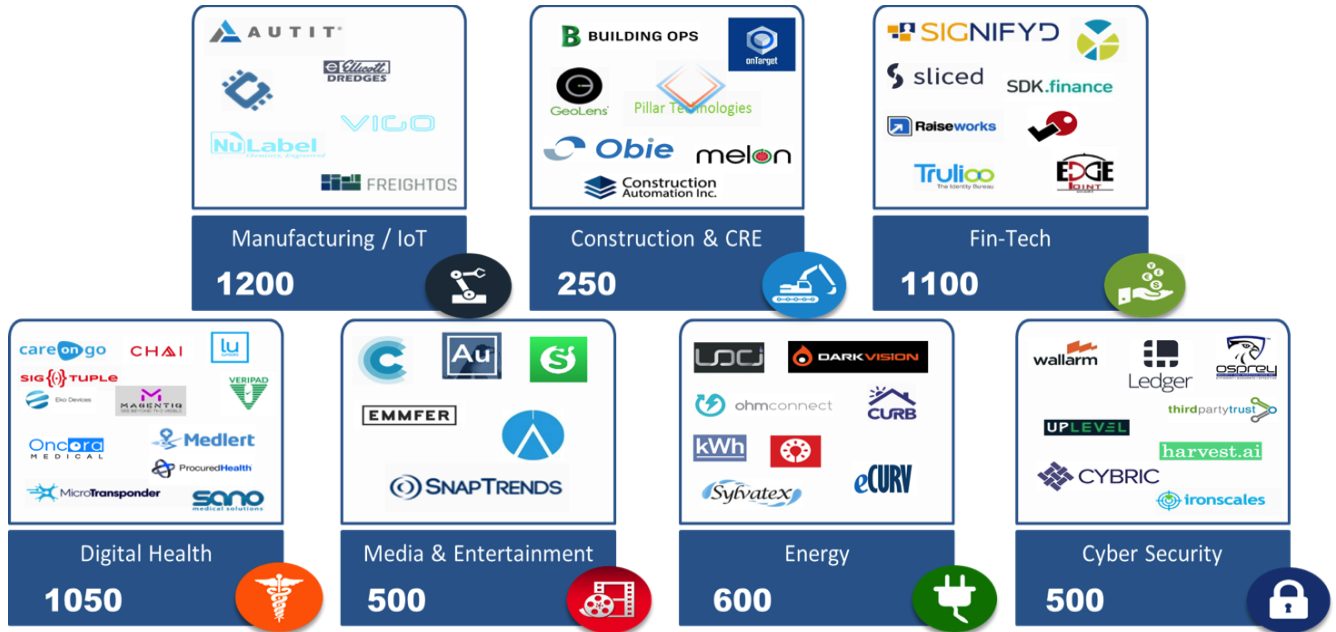 AUTIT
Ellicott
DREDGES
VIGO
NuLabel
FREIGHTOS
Manufacturing / IoT
1200
B BUILDING OPS
onTarget
GeoLens
Pillar Technologies
Obie
melon
Construction
Automation Inc.
Construction & CRE
250
SIGNIFYD
sliced
SDK.finance
Raiseworks
Trulioo
The Identity Bureau
EDGE
POINT
Fin-Tech
1100
care on go
CHAI
lu
SIG{()}TUPLE
Eko Devices
MAGENTIQ
VERIPAD
Oncora
MEDICAL
Medlert
ProcuredHealth
MicroTransponder
sano
medical solutions
Digital Health
1050
C
Au
S
EMMFER
SNAPTRENDS
Media & Entertainment
500
LOCI
DARKVISION
ohmconnect
CURB
kWh
Sylvatex
eCURV
Energy
600
wallarm
Ledger
osprey
thirdpartytrust
UPLEVEL
harvest.ai
CYBRIC
ironscales
Cyber Security
500